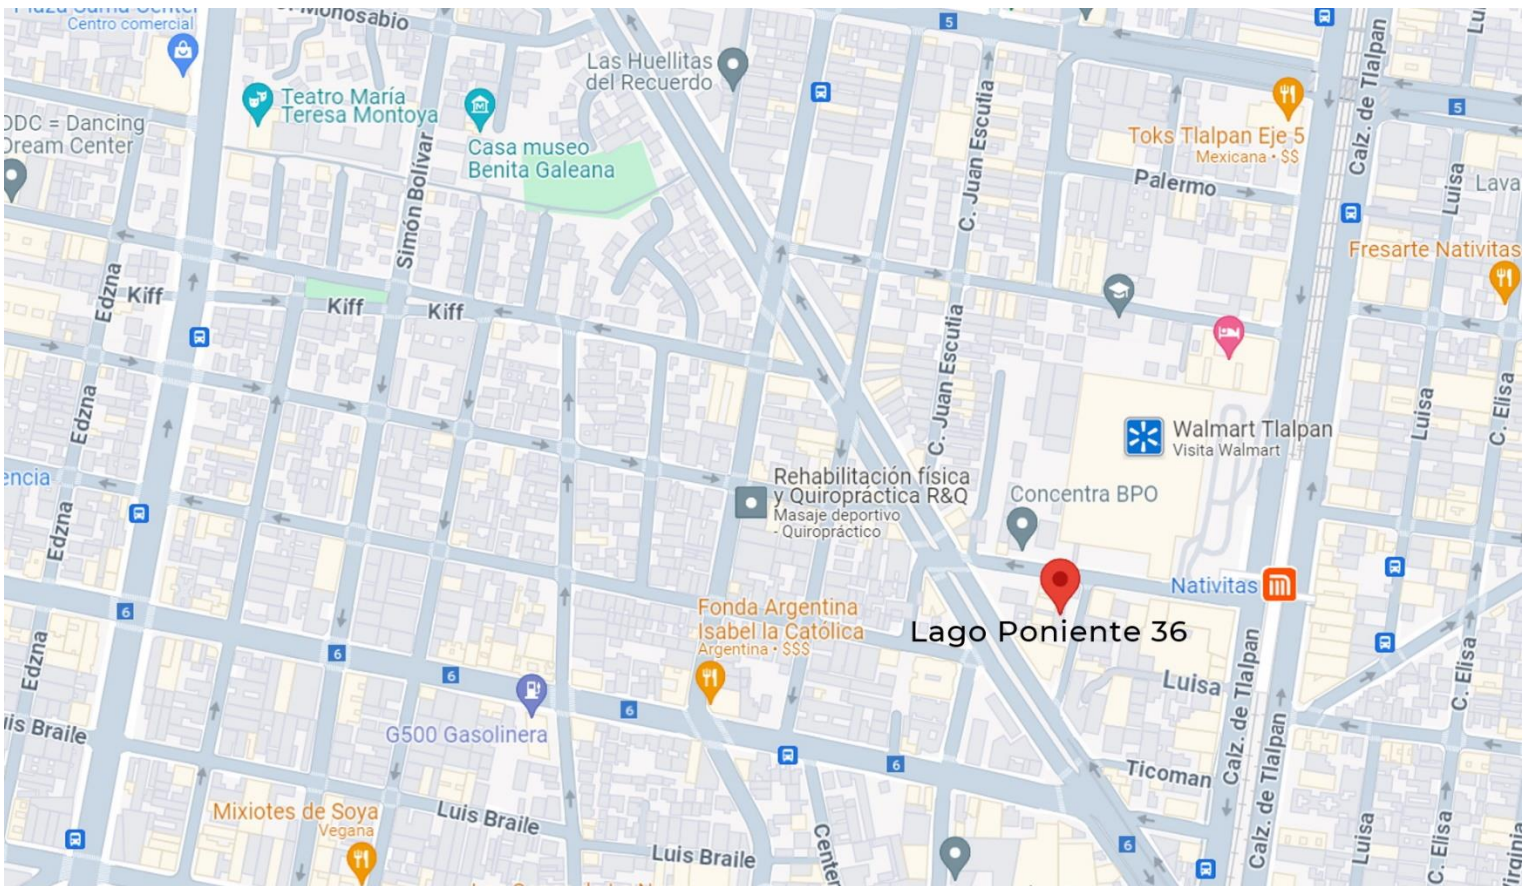 Centro comercial
C. Monosabio
5
Las Huellitas
del Recuerdo
Teatro María
Teresa Montoya
Casa museo
Benita Galeana
DDC = Dancing
Dream Center
Simón Bolívar
C. Juan Escutia
Toks Tlalpan Eje 5
Mexicana • $$
Palermo
Calz. de Tlalpan
5
Luisa
Lava
Fresarte Nativitas
Edzna
Kiff
Kiff
Kiff
C. Juan Escutia
Edzna
Luisa
C. Elisa
Walmart Tlalpan
Visita Walmart
encia
Rehabilitación física
y Quiropráctica R&Q
Masaje deportivo
- Quiropráctico
Concentra BPO
Edzna
Nativitas
6
Fonda Argentina
Isabel la Católica
Argentina • $$$
Lago Poniente 36
Edzna
6
6
6
Luisa
Calz. de Tlalpan
C. Elisa
uis Braile
G500 Gasolinera
6
Ticoman
Calz. de Tlalpan
Mixiotes de Soya
Vegana
Luis Braile
Luis Braile
Center
6
Luisa
C. Elisa
Virginia